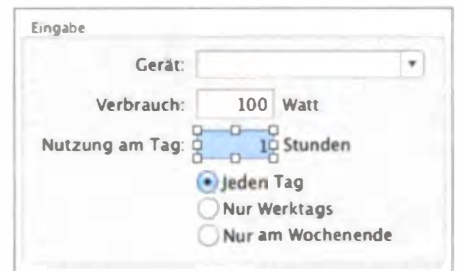 Eingabe
Gerät:
Verbrauch: 100 Watt
Nutzung am Tag: 1 Stunden
Jeden Tag
Nur Werktags
Nur am Wochenende